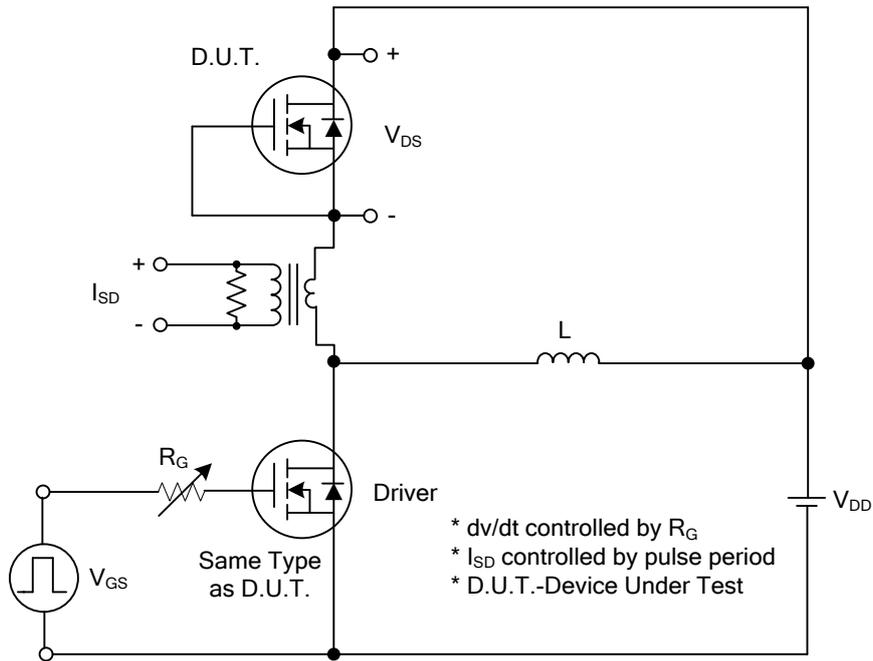 D.U.T.
+
V_DS
-
+
I_SD
-
L
R_G
Driver
V_DD
V_GS
Same Type
as D.U.T.
* dv/dt controlled by R_G
* I_SD controlled by pulse period
* D.U.T.-Device Under Test